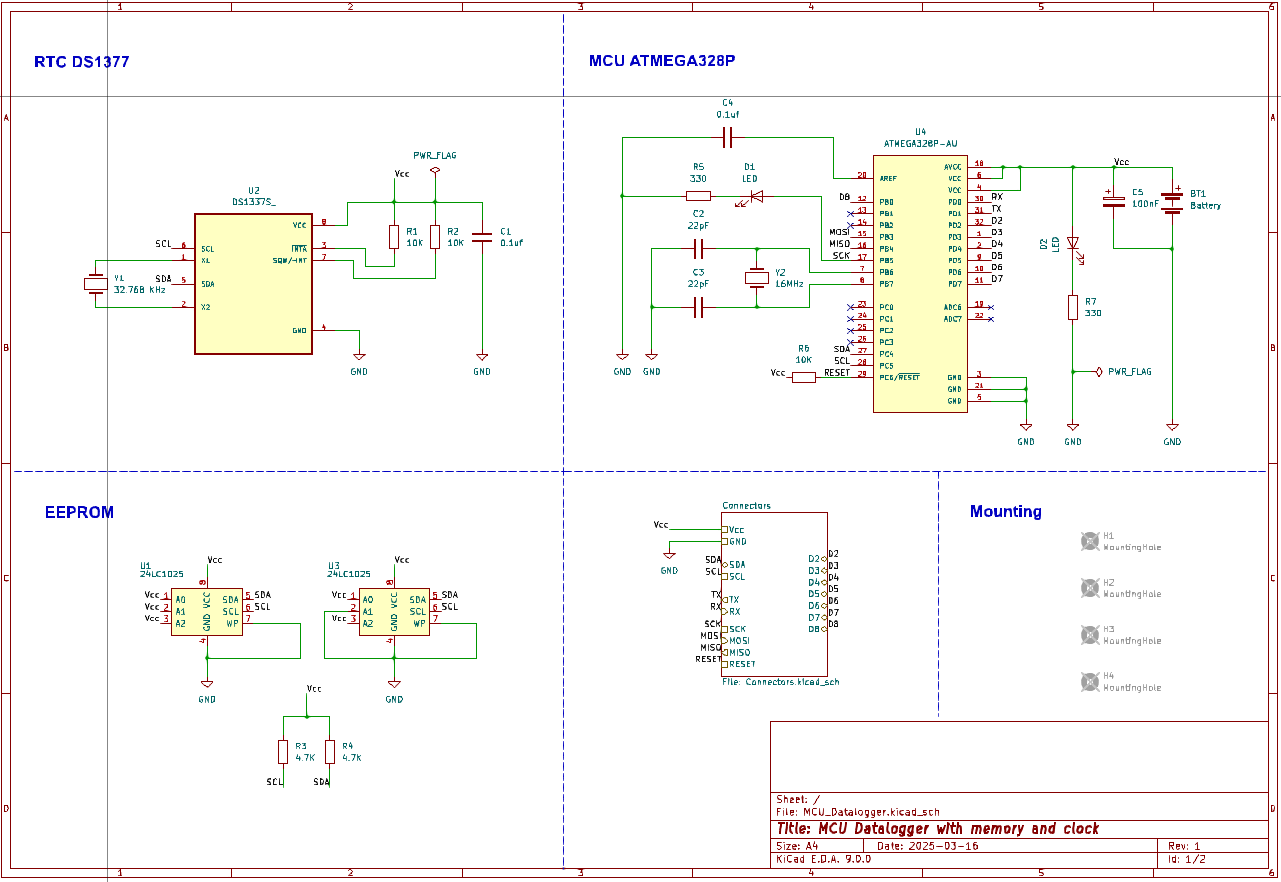 1 2 3 4 5 6
RTC DS1377
MCU ATMEGA328P
A
A
C4
0.1uf
U4
ATMEGA328P-AU
PWR_FLAG
Vcc
U2
DS1337S_
VCC 8
SCL 6 SCL
1 X1
SDA 5 SDA
2 X2
INTA 3
SQW/~INT 7
GND 4
Y1
32.768 KHz
R1
10K
R2
10K
C1
0.1uf
GND
GND
R5
330
D1
LED
C2
22pF
C3
22pF
Y2
16MHz
R6
10K
Vcc
GND
GND
20 AREF
D8 12 PB0
13 PB1
14 PB2
MOSI 15 PB3
MISO 16 PB4
SCK 17 PB5
7 PB6
8 PB7
23 PC0
24 PC1
25 PC2
26 PC3
SDA 27 PC4
SCL 28 PC5
RESET 29 PC6/RESET
AVCC 18
VCC 6
VCC 4
PD0 30 RX
PD1 31 TX
PD2 32 D2
PD3 1 D3
PD4 2 D4
PD5 9 D5
PD6 10 D6
PD7 11 D7
ADC6 19
ADC7 22
GND 3
GND 21
GND 5
Vcc
C5
100nF
BT1
Battery
D2
LED
R7
330
PWR_FLAG
GND
GND
GND
B
B
EEPROM
U1
24LC1025
Vcc
Vcc 1 A0
Vcc 2 A1
Vcc 3 A2
8 VCC
GND 4
SDA 5 SDA
SCL 6 SCL
WP 7
GND
U3
24LC1025
Vcc
Vcc 1 A0
2 A1
Vcc 3 A2
8 VCC
GND 4
SDA 5 SDA
SCL 6 SCL
WP 7
GND
Vcc
R3
4.7K
R4
4.7K
SCL
SDA
Connectors
Vcc Vcc
GND
GND
SDA SDA
SCL SCL
TX TX
RX RX
SCK SCK
MOSI MOSI
MISO MISO
RESET RESET
D2 D2
D3 D3
D4 D4
D5 D5
D6 D6
D7 D7
D8 D8
File: Connectors.kicad_sch
Mounting
H1
MountingHole
H2
MountingHole
H3
MountingHole
H4
MountingHole
C
C
D
D
Sheet: /
File: MCU_Datalogger.kicad_sch
Title: MCU Datalogger with memory and clock
Size: A4 Date: 2025-03-16 Rev: 1
KiCad E.D.A. 9.0.0 Id: 1/2
1 2 3 4 5 6